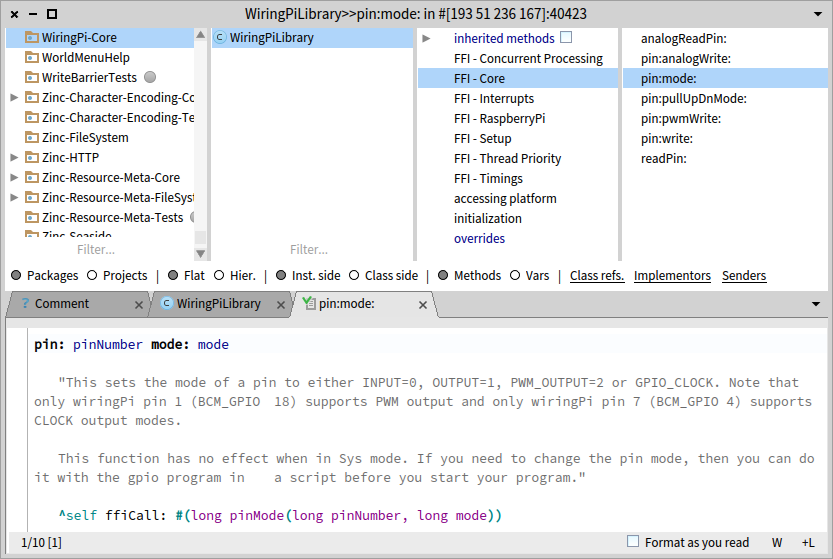 WiringPiLibrary>>pin:mode: in #[193 51 236 167]:40423
WiringPi-Core
WorldMenuHelp
WriteBarrierTests
Zinc-Character-Encoding-Co
Zinc-Character-Encoding-Te
Zinc-FileSystem
Zinc-HTTP
Zinc-Resource-Meta-Core
Zinc-Resource-Meta-FileSyst
Zinc-Resource-Meta-Tests
Zinc-Seaside
Filter...
C WiringPiLibrary
Filter...
inherited methods
FFI - Concurrent Processing
FFI - Core
FFI - Interrupts
FFI - RaspberryPi
FFI - Setup
FFI - Thread Priority
FFI - Timings
accessing platform
initialization
overrides
analogReadPin:
pin:analogWrite:
pin:mode:
pin:pullUpDnMode:
pin:pwmWrite:
pin:write:
readPin:
Packages Projects | Flat Hier. | Inst. side Class side | Methods Vars | Class refs. Implementors Senders
? Comment × C WiringPiLibrary × pin:mode: ×
pin: pinNumber mode: mode
"This sets the mode of a pin to either INPUT=0, OUTPUT=1, PWM_OUTPUT=2 or GPIO_CLOCK. Note that
only wiringPi pin 1 (BCM_GPIO 18) supports PWM output and only wiringPi pin 7 (BCM_GPIO 4) supports
CLOCK output modes.
This function has no effect when in Sys mode. If you need to change the pin mode, then you can do
it with the gpio program in a script before you start your program."
^self ffiCall: #(long pinMode(long pinNumber, long mode))
1/10 [1] Format as you read W +L